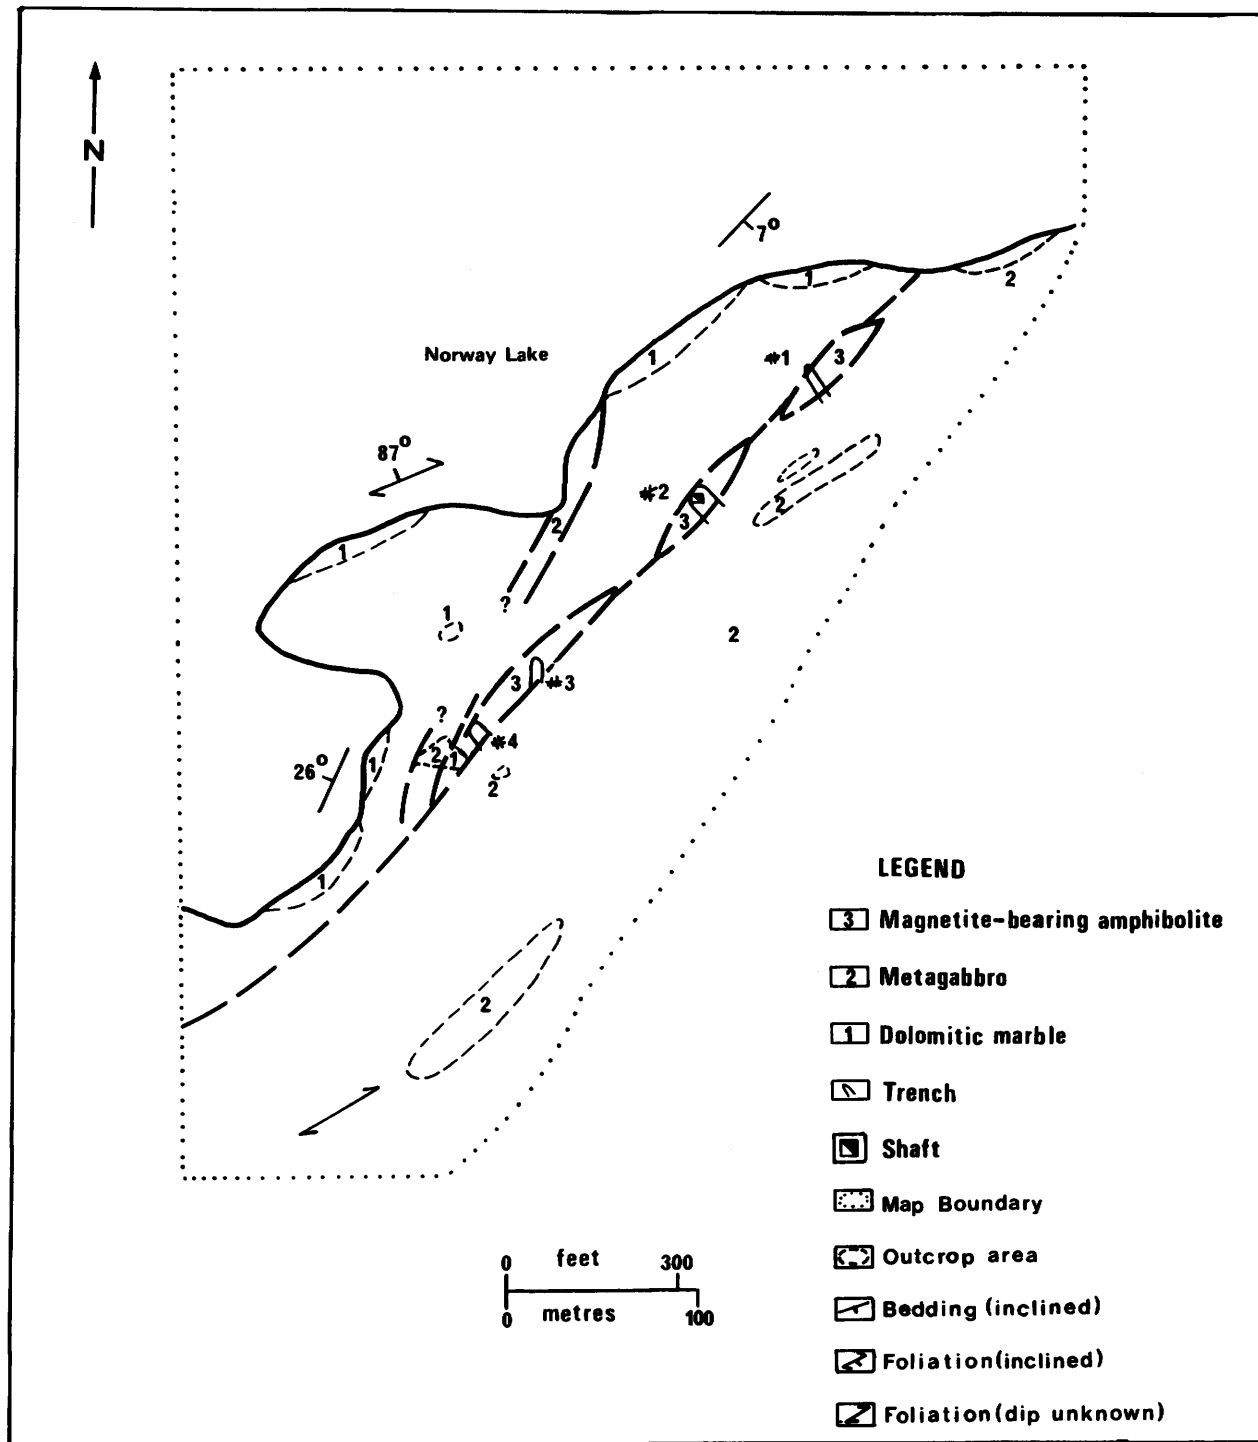 N
7°
1
2
Norway Lake
1
#1
3
87°
#2
3
2
2
1
?
1
2
3
#3
?
2
1
#4
2
26°
1
1
2
LEGEND
3 Magnetite-bearing amphibolite
2 Metagabbro
1 Dolomitic marble
Trench
Shaft
Map Boundary
Outcrop area
Bedding (inclined)
Foliation(inclined)
Foliation(dip unknown)
0 feet 300
0 metres 100